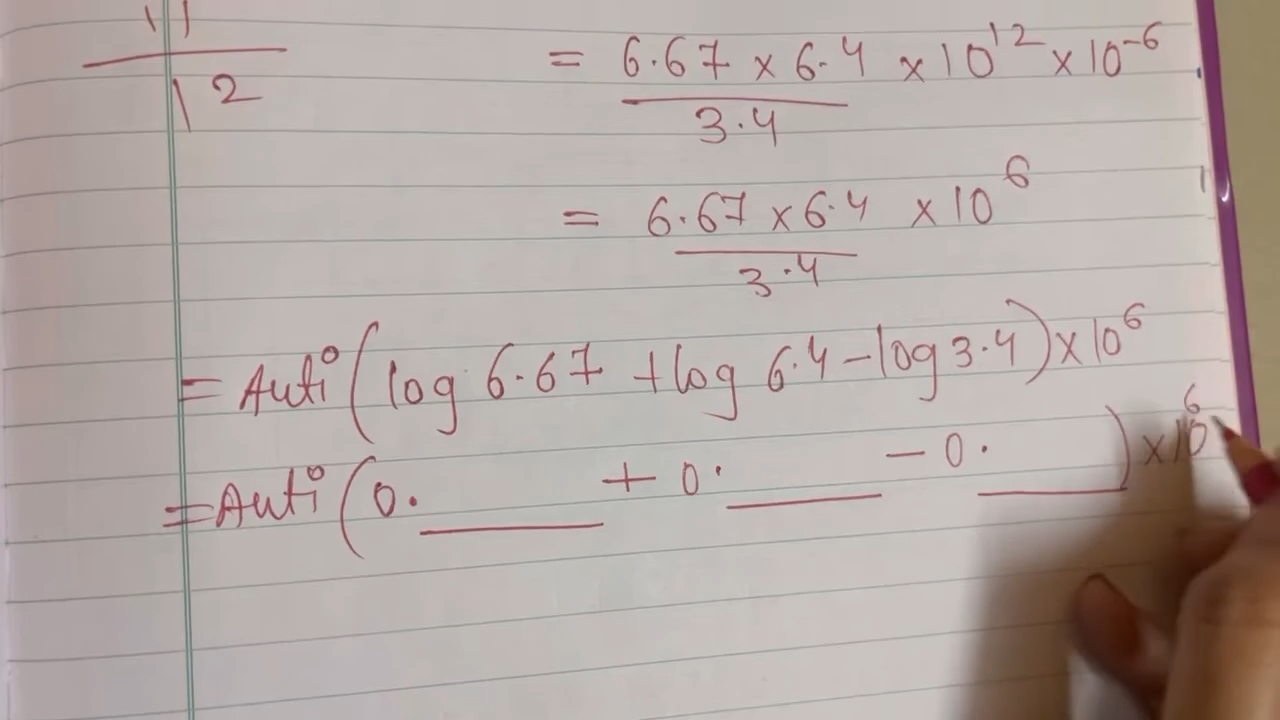 11
12
= 6.67 × 6.4 × 10^12 × 10^-6
3.4
= 6.67 × 6.4 × 10^6
3.4
= Anti (log 6.67 + log 6.4 - log 3.4) × 10^6
= Anti (0.____ + 0.____ - 0.____) × 10^6